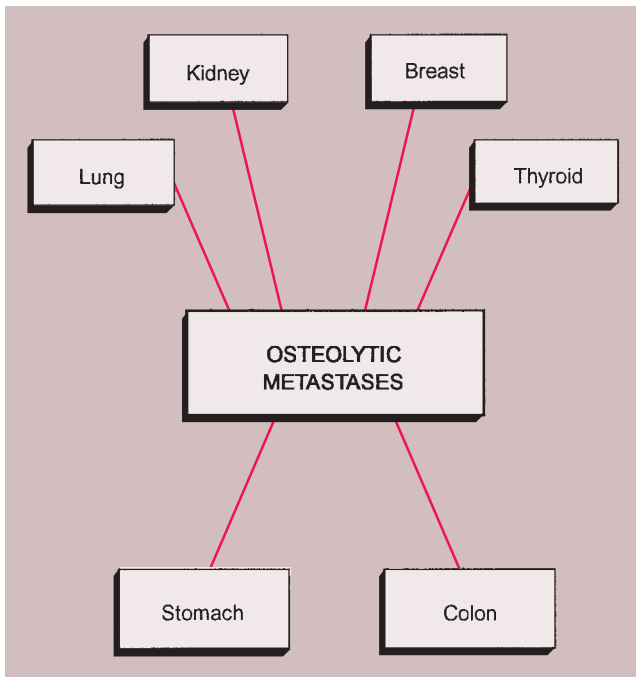 Kidney
Breast
Lung
Thyroid
OSTEOLYTIC
METASTASES
Stomach
Colon